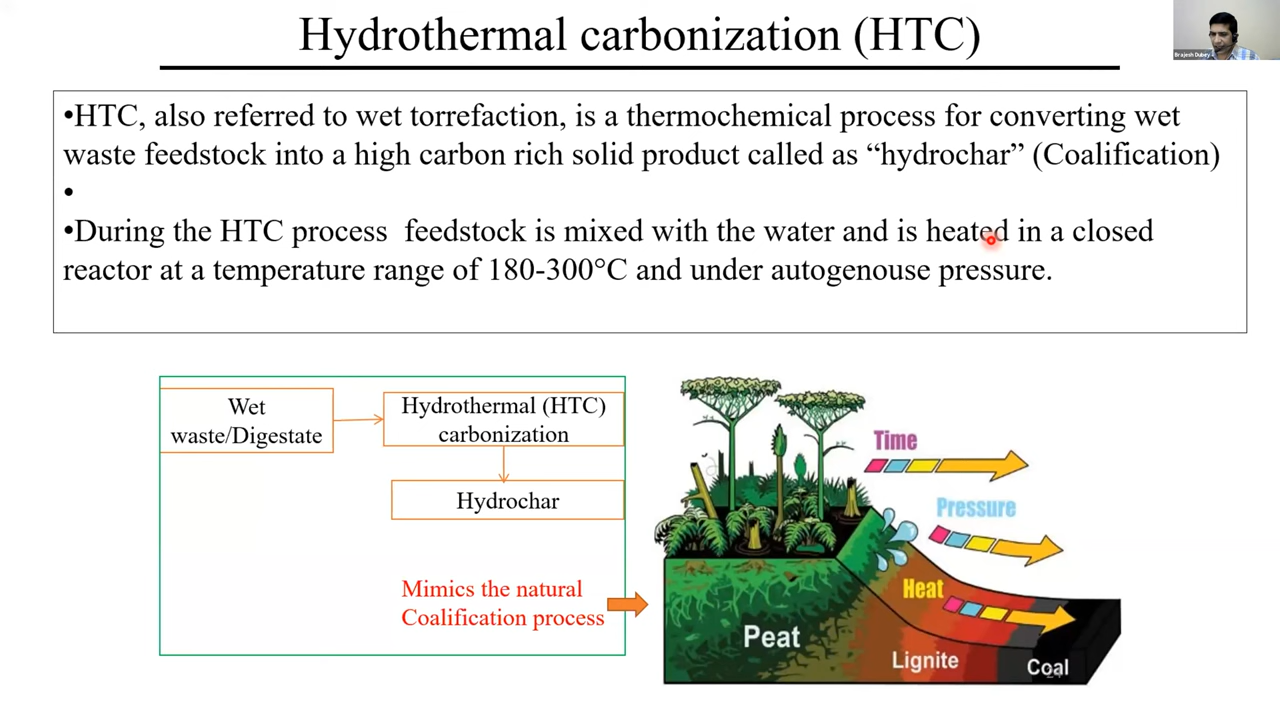 Hydrothermal carbonization (HTC)
Brajesh Dubey
•HTC, also referred to wet torrefaction, is a thermochemical process for converting wet
waste feedstock into a high carbon rich solid product called as “hydrochar” (Coalification)
•
•During the HTC process feedstock is mixed with the water and is heated in a closed
reactor at a temperature range of 180-300°C and under autogenouse pressure.
Wet
waste/Digestate
Hydrothermal (HTC)
carbonization
Hydrochar
Mimics the natural
Coalification process
Time
Pressure
Heat
Peat
Lignite
Coal